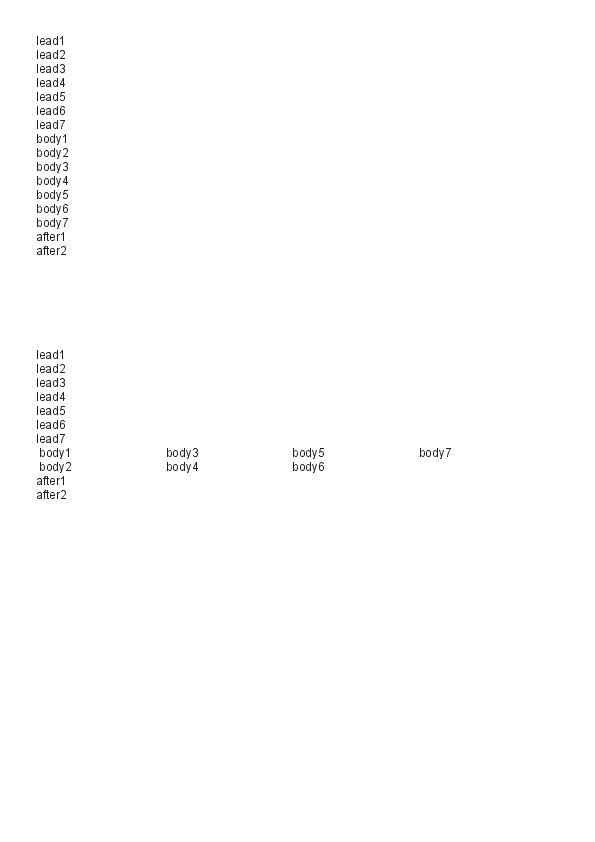 lead1
lead2
lead3
lead4
lead5
lead6
lead7
body1
body2
body3
body4
body5
body6
body7
after1
after2
lead1
lead2
lead3
lead4
lead5
lead6
lead7
body1 body3 body5 body7
body2 body4 body6
after1
after2